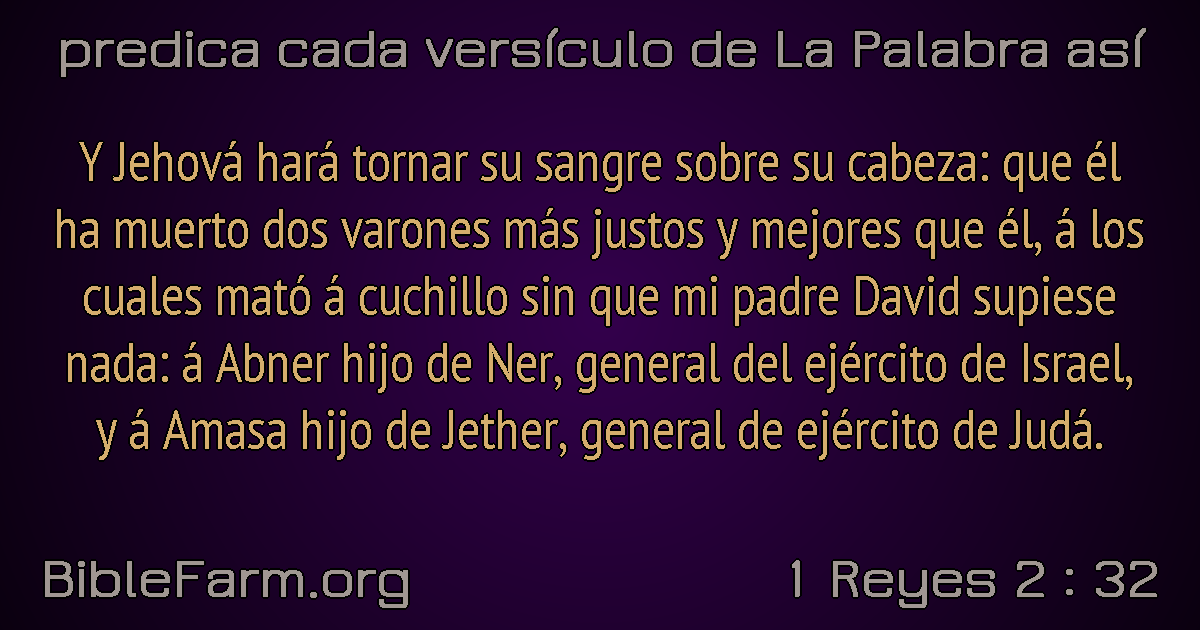 predica cada versículo de La Palabra así
Y Jehová hará tornar su sangre sobre su cabeza: que él
ha muerto dos varones más justos y mejores que él, á los
cuales mató á cuchillo sin que mi padre David supiese
nada: á Abner hijo de Ner, general del ejército de Israel,
y á Amasa hijo de Jether, general de ejército de Judá.
BibleFarm.org
1 Reyes 2 : 32